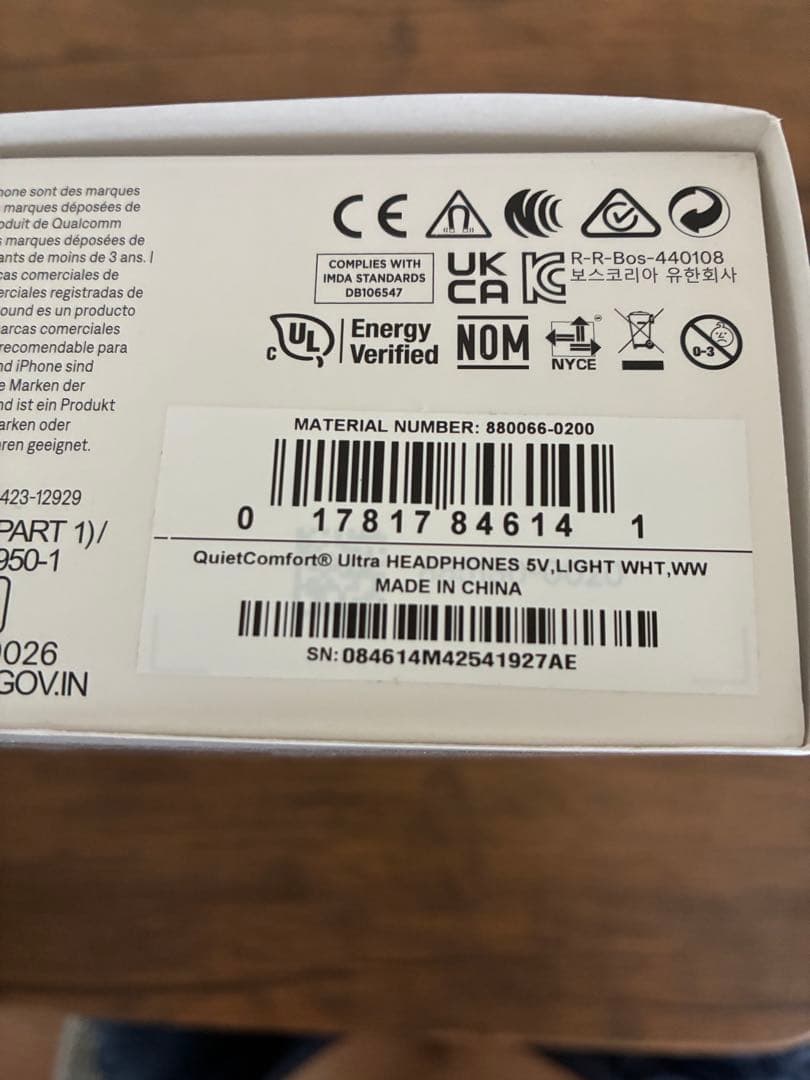 hone sont des marques
marques déposées de
oduit de Qualcomm
s marques déposées de
ants de moins de 3 ans. I
cas comerciales de
erciales registradas de
ound es un producto
arcas comerciales
recomendable para
nd iPhone sind
e Marken der
nd ist ein Produkt
arken oder
ren geeignet.
423-12929
PART 1)/
950-1
0026
GOV.IN
CE
COMPLIES WITH
IMDA STANDARDS
DB106547
UK
CA
R-R-Bos-440108
보스코리아 유한회사
c UL Energy
Verified
NOM
NYCE
0-3
MATERIAL NUMBER: 880066-0200
0 17817 84614 1
QuietComfort® Ultra HEADPHONES 5V,LIGHT WHT,WW
MADE IN CHINA
SN:084614M42541927AE